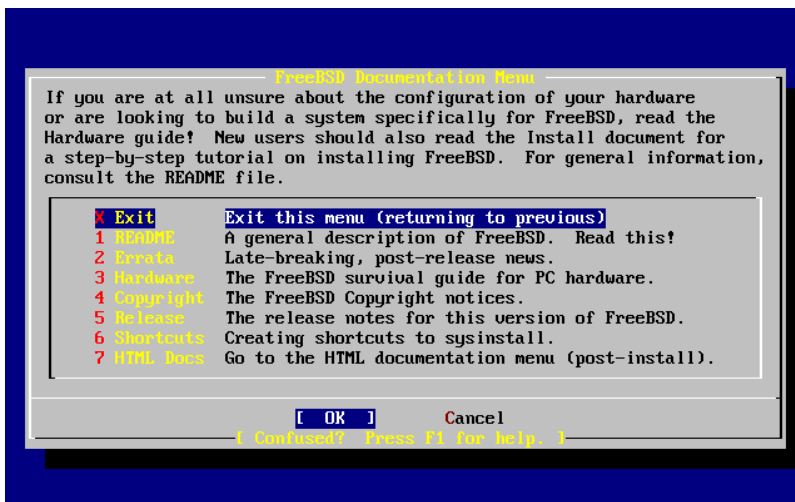 FreeBSD Documentation Menu
If you are at all unsure about the configuration of your hardware
or are looking to build a system specifically for FreeBSD, read the
Hardware guide!  New users should also read the Install document for
a step-by-step tutorial on installing FreeBSD.  For general information,
consult the README file.
X Exit Exit this menu (returning to previous)
1 README A general description of FreeBSD.  Read this!
2 Errata Late-breaking, post-release news.
3 Hardware The FreeBSD survival guide for PC hardware.
4 Copyright The FreeBSD Copyright notices.
5 Release The release notes for this version of FreeBSD.
6 Shortcuts Creating shortcuts to sysinstall.
7 HTML Docs Go to the HTML documentation menu (post-install).
[ OK ] Cancel
[ Confused?  Press F1 for help. ]